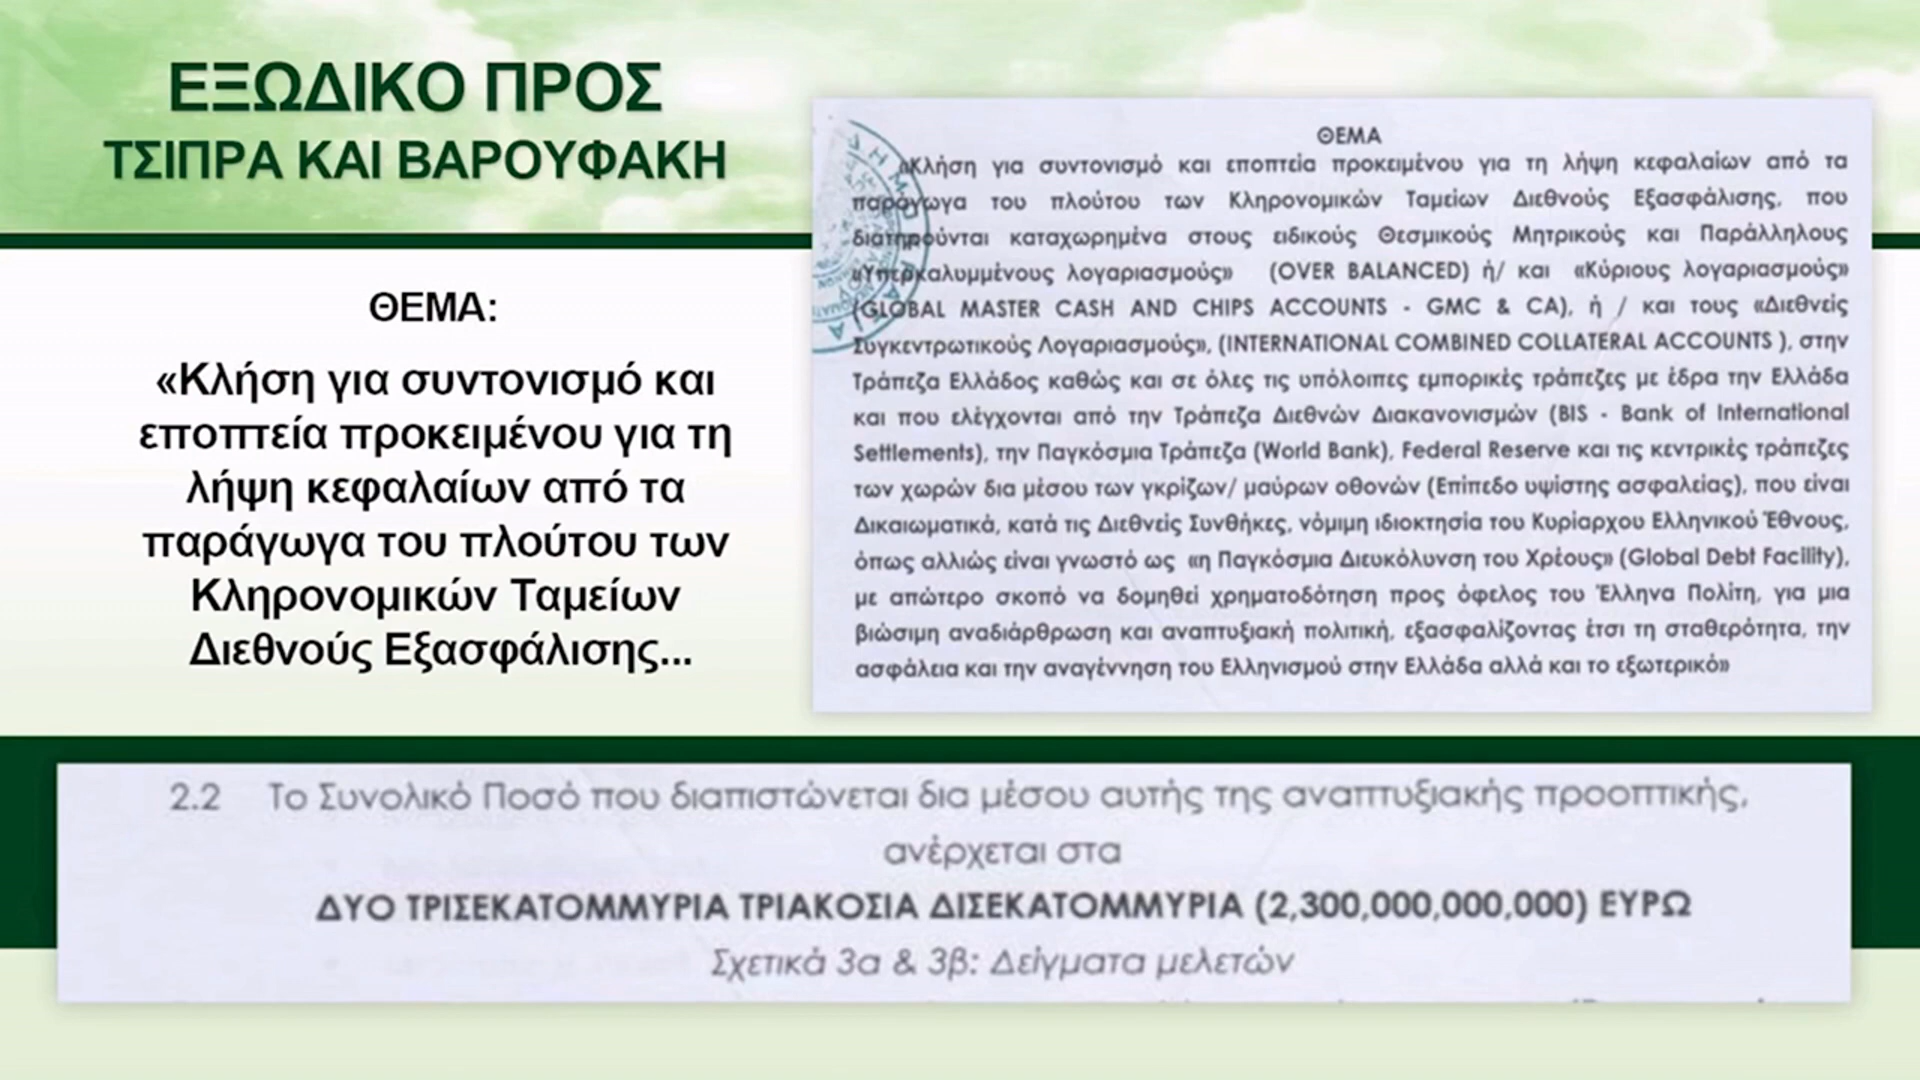 ΕΞΩΔΙΚΟ ΠΡΟΣ
ΤΣΙΠΡΑ ΚΑΙ ΒΑΡΟΥΦΑΚΗ
ΘΕΜΑ:
«Κλήση για συντονισμό και
εποπτεία προκειμένου για τη
λήψη κεφαλαίων από τα
παράγωγα του πλούτου των
Κληρονομικών Ταμείων
Διεθνούς Εξασφάλισης...
ΘΕΜΑ
«Κλήση για συντονισμό και εποπτεία προκειμένου για τη λήψη κεφαλαίων από τα
παράγωγα του πλούτου των Κληρονομικών Ταμείων Διεθνούς Εξασφάλισης, που
διατηρούνται καταχωρημένα στους ειδικούς Θεσμικούς Μητρικούς και Παράλληλους
«Υπερκαλυμμένους λογαριασμούς» (OVER BALANCED) ή/ και «Κύριους λογαριασμούς»
(GLOBAL MASTER CASH AND CHIPS ACCOUNTS - GMC & CA), ή / και τους «Διεθνείς
Συγκεντρωτικούς Λογαριασμούς», (INTERNATIONAL COMBINED COLLATERAL ACCOUNTS ), στην
Τράπεζα Ελλάδος καθώς και σε όλες τις υπόλοιπες εμπορικές τράπεζες με έδρα την Ελλάδα
και που ελέγχονται από την Τράπεζα Διεθνών Διακανονισμών (BIS - Bank of International
Settlements), την Παγκόσμια Τράπεζα (World Bank), Federal Reserve και τις κεντρικές τράπεζες
των χωρών δια μέσου των γκρίζων/ μαύρων οθονών (Επίπεδο υψίστης ασφαλείας), που είναι
Δικαιωματικά, κατά τις Διεθνείς Συνθήκες, νόμιμη ιδιοκτησία του Κυρίαρχου Ελληνικού Έθνους,
όπως αλλιώς είναι γνωστό ως «η Παγκόσμια Διευκόλυνση του Χρέους» (Global Debt Facility),
με απώτερο σκοπό να δομηθεί χρηματοδότηση προς όφελος του Έλληνα Πολίτη, για μια
βιώσιμη αναδιάρθρωση και αναπτυξιακή πολιτική, εξασφαλίζοντας έτσι τη σταθερότητα, την
ασφάλεια και την αναγέννηση του Ελληνισμού στην Ελλάδα αλλά και το εξωτερικό»
2.2 Το Συνολικό Ποσό που διαπιστώνεται δια μέσου αυτής της αναπτυξιακής προοπτικής,
ανέρχεται στα
ΔΥΟ ΤΡΙΣΕΚΑΤΟΜΜΥΡΙΑ ΤΡΙΑΚΟΣΙΑ ΔΙΣΕΚΑΤΟΜΜΥΡΙΑ (2,300,000,000,000) ΕΥΡΩ
Σχετικά 3α & 3β: Δείγματα μελετών